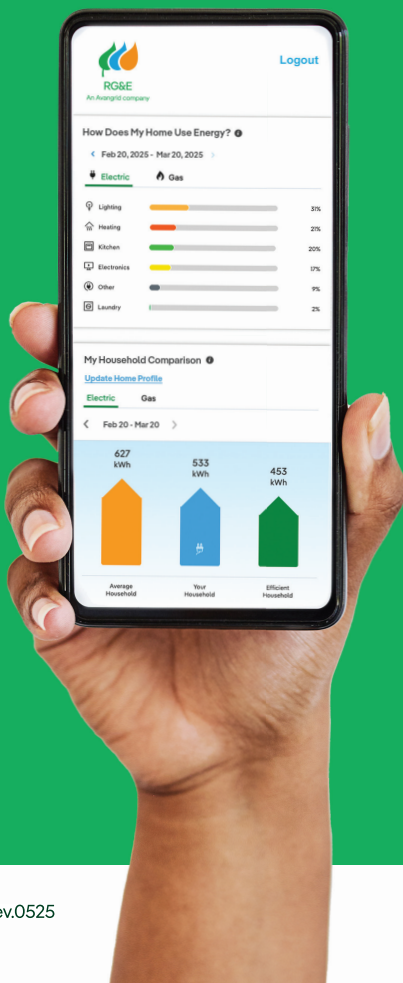 RG&E
An Avangrid company
Logout
How Does My Home Use Energy?
Feb 20, 2025 - Mar 20, 2025
Electric Gas
Lighting 31%
Heating 21%
Kitchen 20%
Electronics 17%
Other 9%
Laundry 2%
My Household Comparison
Update Home Profile
Electric Gas
Feb 20 - Mar 20
627
kWh
533
kWh
453
kWh
Average
Household
Your
Household
Efficient
Household
ev.0525